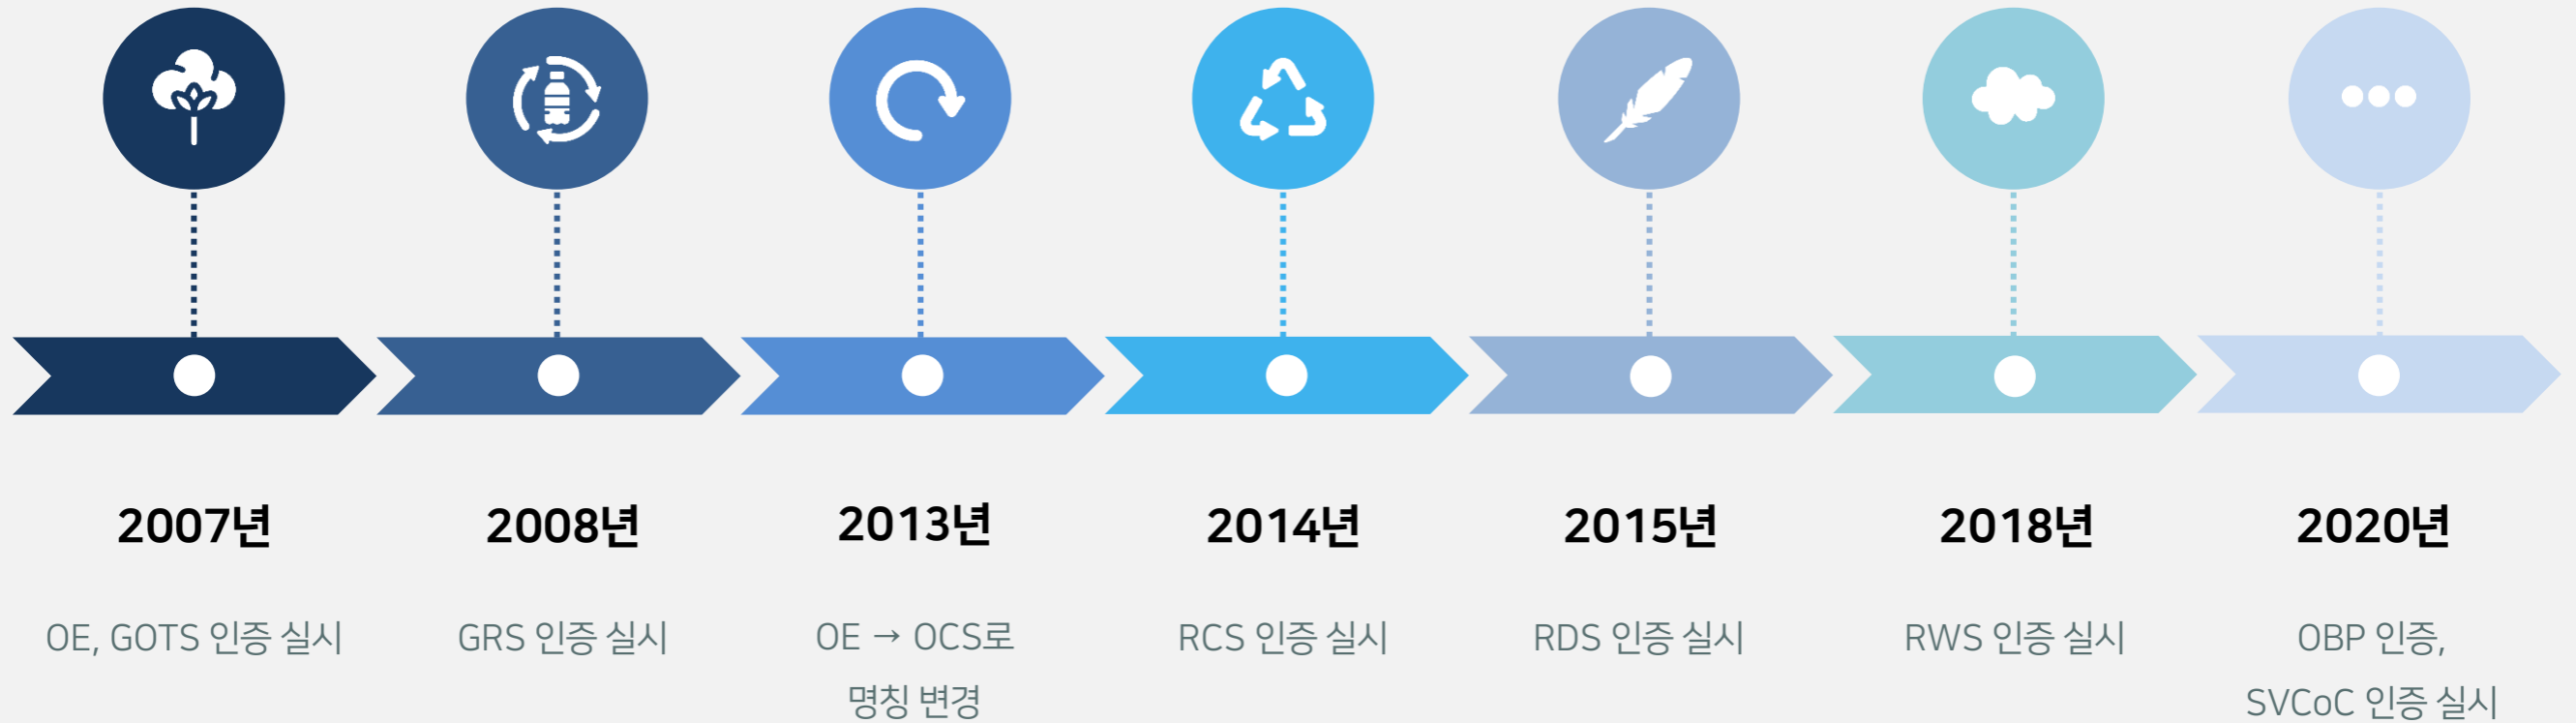 2007년
OE, GOTS 인증 실시
2008년
GRS 인증 실시
2013년
OE → OCS로
명칭 변경
2014년
RCS 인증 실시
2015년
RDS 인증 실시
2018년
RWS 인증 실시
2020년
OBP 인증,
SVCoC 인증 실시